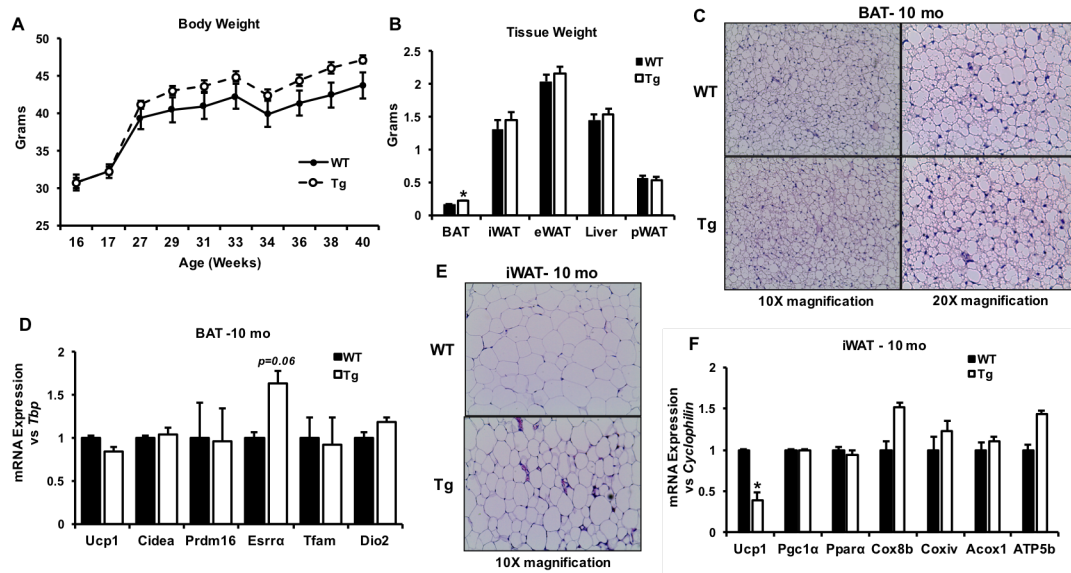 A
Body Weight
50
45
40
35
30
25
Grams
WT
Tg
16 17 27 29 31 33 34 36 38 40
Age (Weeks)
B
Tissue Weight
2.5
2
1.5
1
0.5
0
Grams
WT
Tg
*
BAT iWAT eWAT Liver pWAT
C
BAT- 10 mo
WT
Tg
10X magnification 20X magnification
D
BAT -10 mo
2
1.5
1
0.5
0
mRNA Expression
vs Tbp
p=0.06
WT
Tg
Ucp1 Cidea Prdm16 Esrrα Tfam Dio2
E
iWAT- 10 mo
WT
Tg
10X magnification
F
iWAT - 10 mo
2
1.5
1
0.5
0
mRNA Expression
vs Cyclophilin
WT
Tg
*
Ucp1 Pgc1α Pparα Cox8b Coxiv Acox1 ATP5b